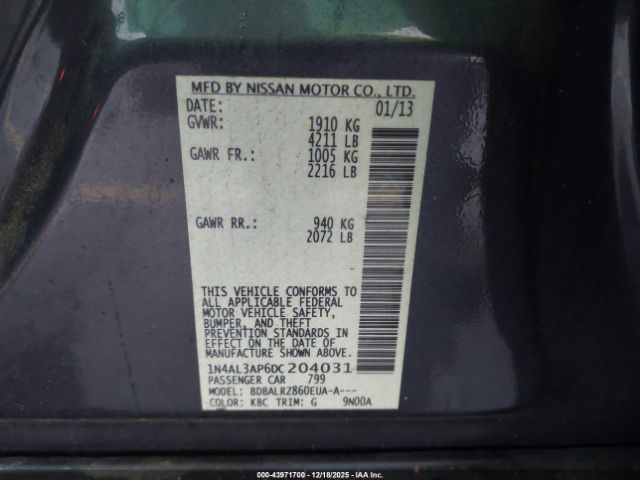 MFD BY NISSAN MOTOR CO., LTD.
DATE: 01/13
GVWR: 1910 KG
4211 LB
GAWR FR.: 1005 KG
2216 LB
GAWR RR.: 940 KG
2072 LB
THIS VEHICLE CONFORMS TO
ALL APPLICABLE FEDERAL
MOTOR VEHICLE SAFETY,
BUMPER, AND THEFT
PREVENTION STANDARDS IN
EFFECT ON THE DATE OF
MANUFACTURE SHOWN ABOVE.
1N4AL3AP6DC204031
PASSENGER CAR 799
MODEL: BDBALRZ860EUA-A---
COLOR: KBC TRIM: G 9N00A
000-43971700 | 12/18/2025 - IAA Inc.